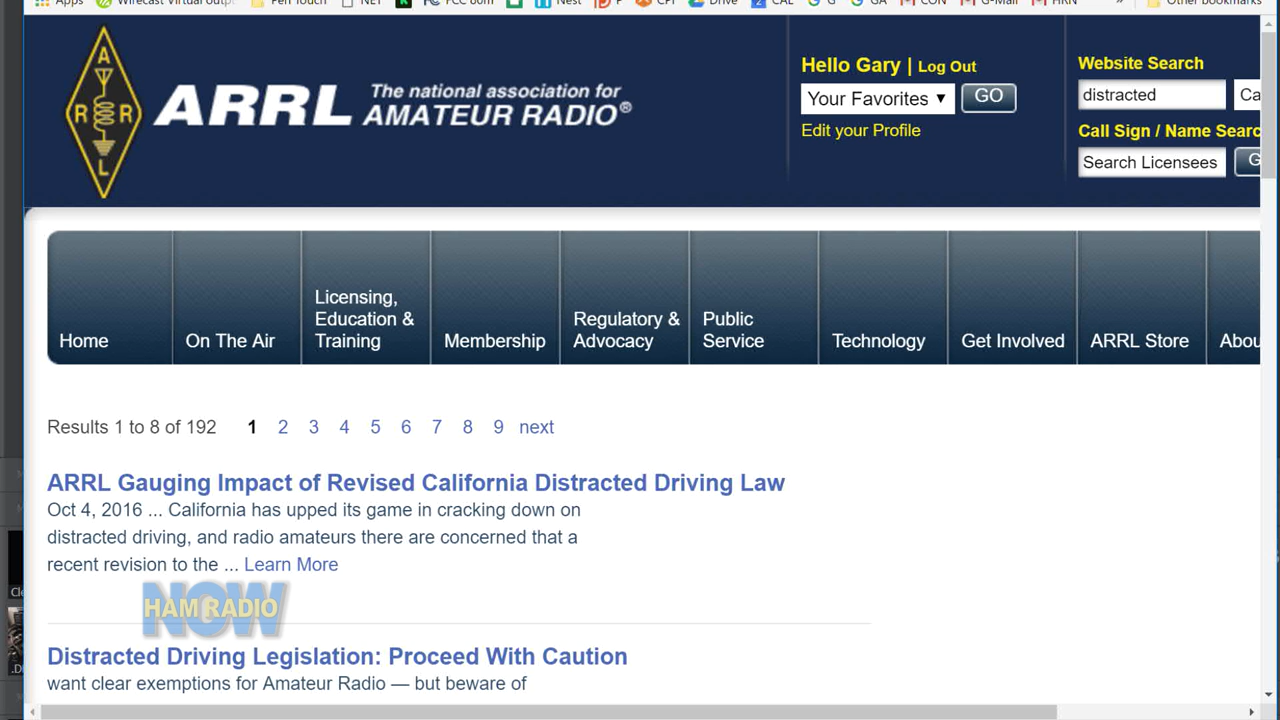 Apps
Wirecast Virtual outp
Pen Touch
NET
FCC
Nest
P
CPI
Drive
CAL
G
GA
CON
G-Mail
HRN
»
Other bookmarks
A
R R
L
ARRL The national association for
AMATEUR RADIO®
Hello Gary | Log Out
Your Favorites ▼ GO
Edit your Profile
Website Search
distracted Ca
Call Sign / Name Searc
Search Licensees G
Home
On The Air
Licensing,
Education &
Training
Membership
Regulatory &
Advocacy
Public
Service
Technology
Get Involved
ARRL Store
Abou
Results 1 to 8 of 192 1 2 3 4 5 6 7 8 9 next
ARRL Gauging Impact of Revised California Distracted Driving Law
Oct 4, 2016 ... California has upped its game in cracking down on
distracted driving, and radio amateurs there are concerned that a
recent revision to the ... Learn More
HAM RADIO
NOW
Distracted Driving Legislation: Proceed With Caution
want clear exemptions for Amateur Radio — but beware of